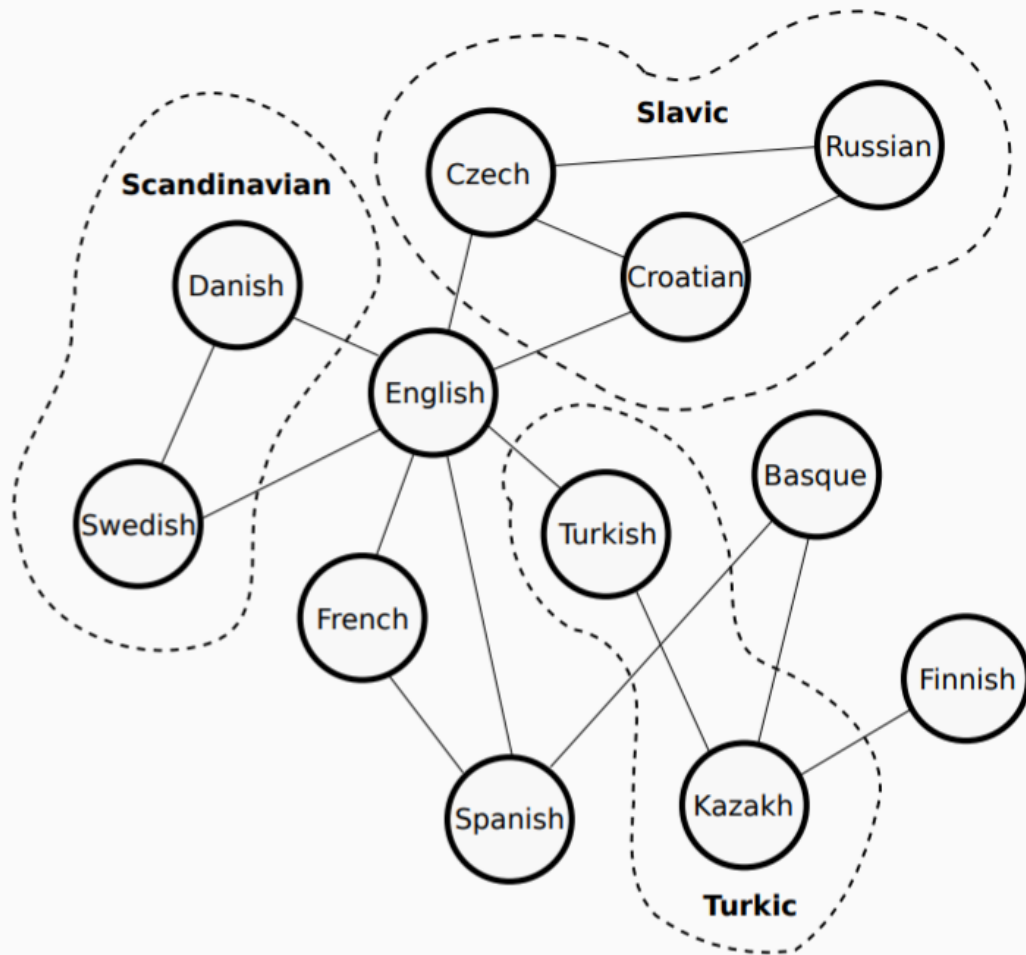 Slavic
Russian
Czech
Scandinavian
Croatian
Danish
English
Basque
Swedish
Turkish
French
Finnish
Spanish
Kazakh
Turkic